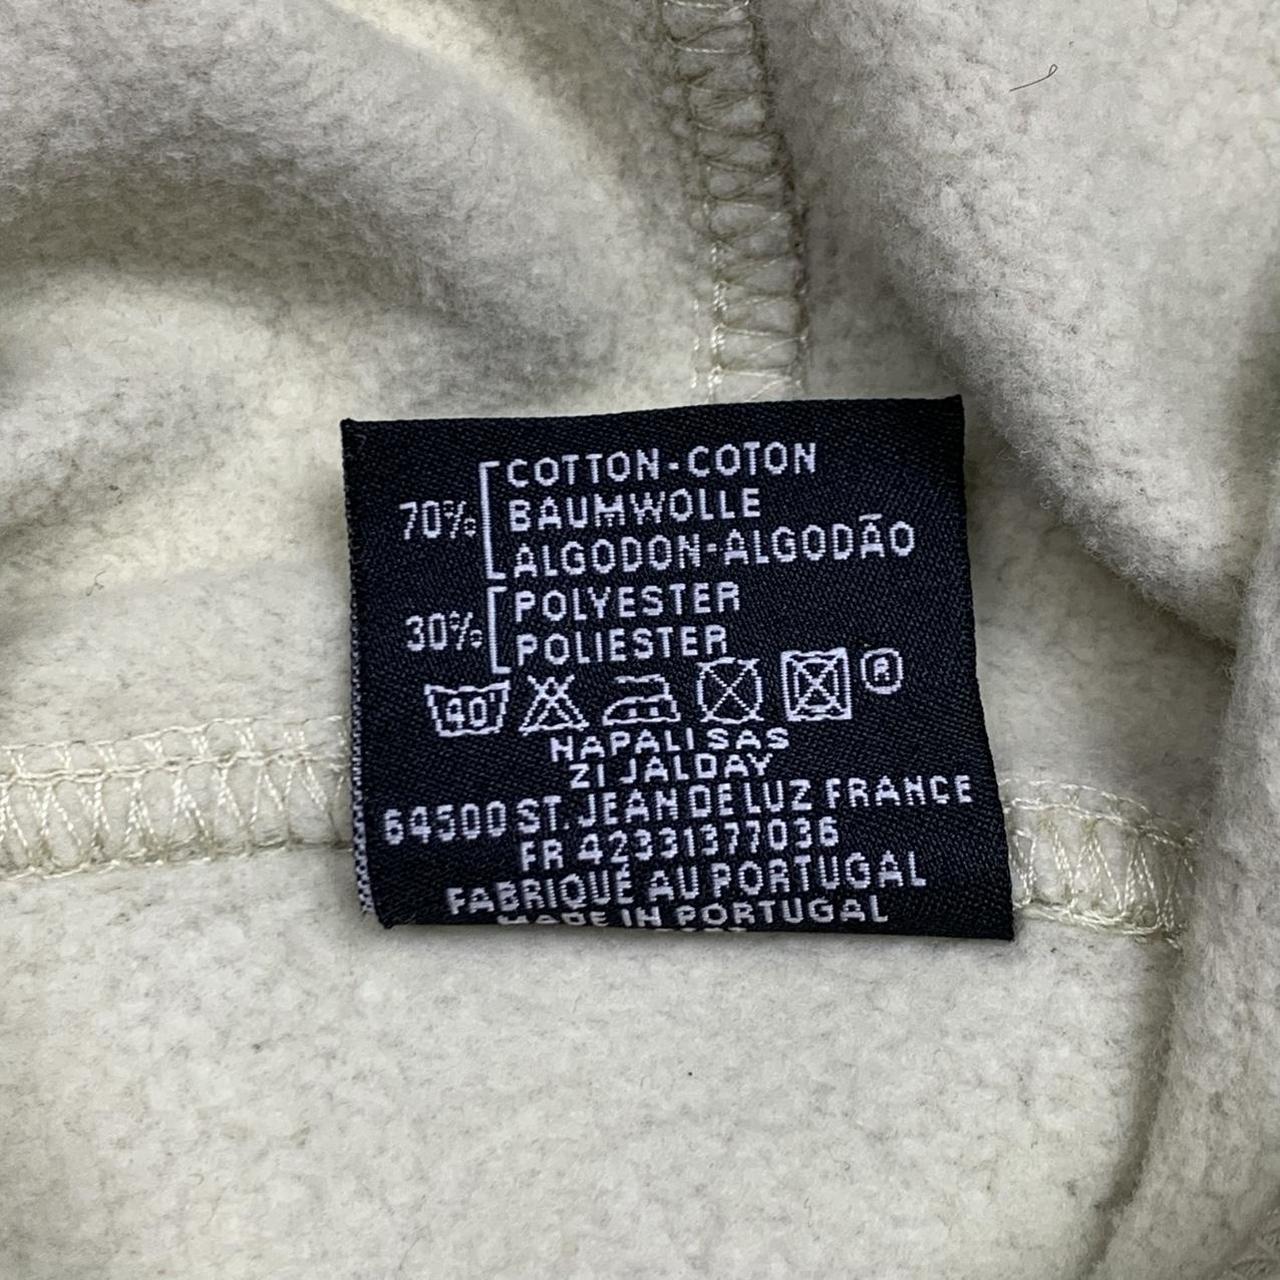 70%
COTTON-COTON
BAUMWOLLE
ALGODON-ALGODÃO
30%
POLYESTER
POLIESTER
40°
®
NAPALI SAS
ZI JALDAY
64500 ST. JEAN DE LUZ FRANCE
FR 42331377036
FABRIQUÉ AU PORTUGAL
MADE IN PORTUGAL